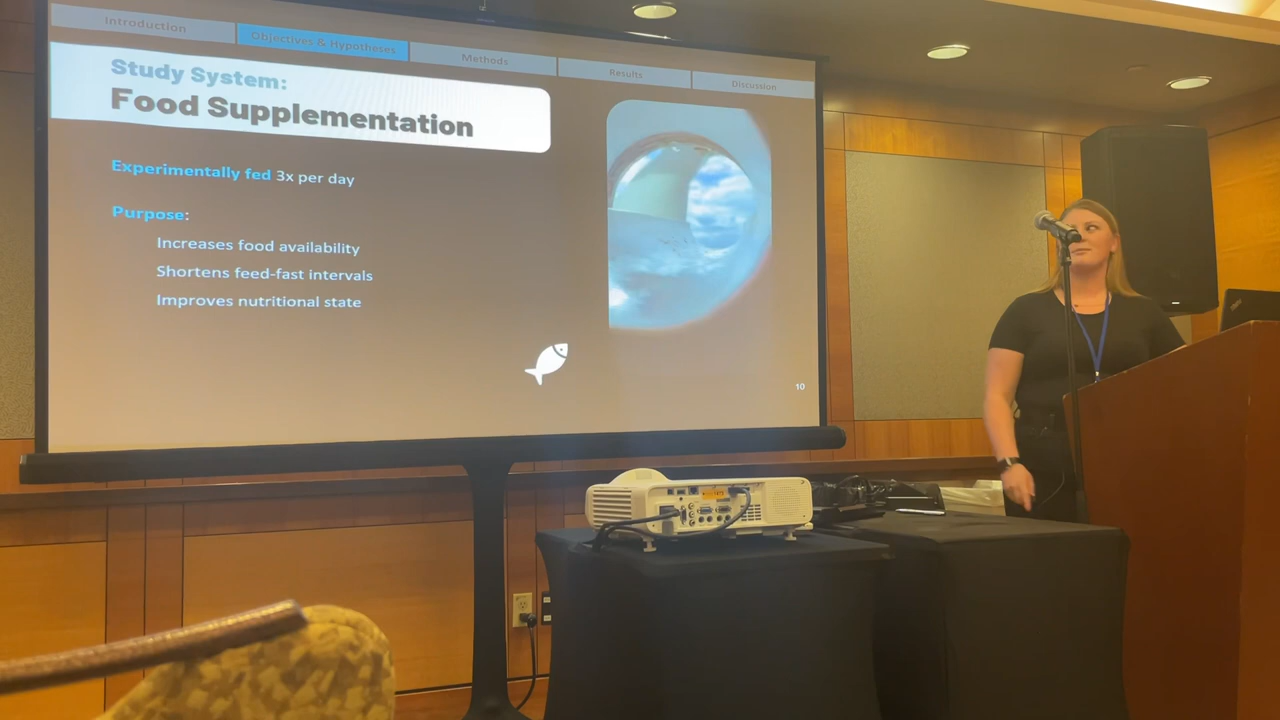 Introduction
Objectives & Hypotheses
Methods
Results
Discussion
Study System:
Food Supplementation
Experimentally fed 3x per day
Purpose:
Increases food availability
Shortens feed-fast intervals
Improves nutritional state
10